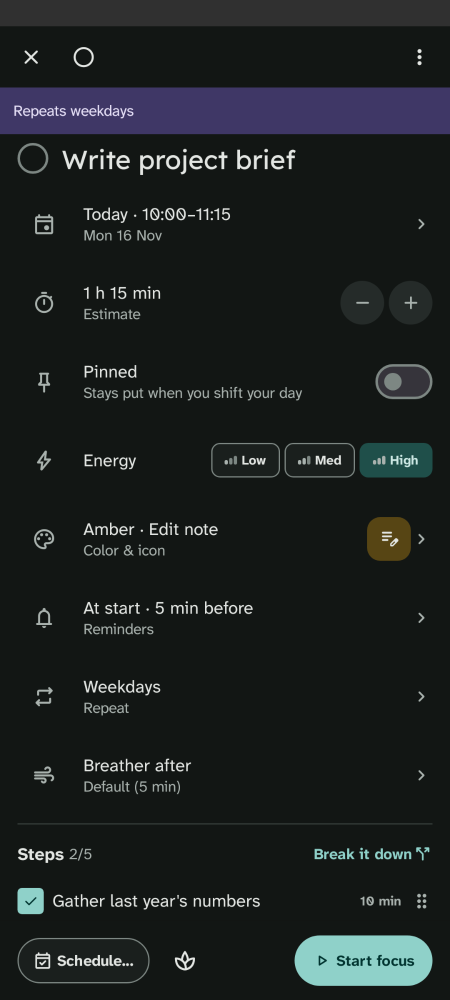 Repeats weekdays
Write project brief
Today · 10:00–11:15
Mon 16 Nov
1 h 15 min
Estimate
Pinned
Stays put when you shift your day
Energy
Low
Med
High
Amber · Edit note
Color & icon
At start · 5 min before
Reminders
Weekdays
Repeat
Breather after
Default (5 min)
Steps 2/5
Break it down
Gather last year's numbers
10 min
Schedule...
Start focus